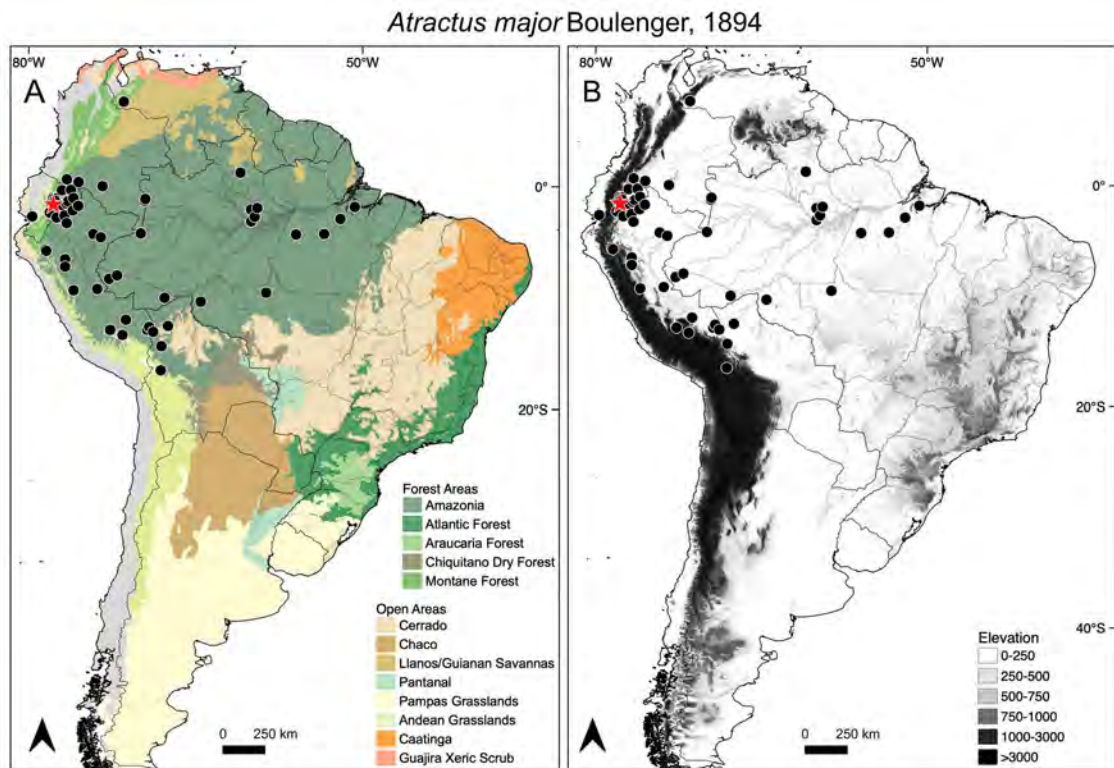 Atractus major Boulenger, 1894
80°W
50°W
A
0°
20°S
Forest Areas
Amazonia
Atlantic Forest
Araucaria Forest
Chiquitano Dry Forest
Montane Forest
Open Areas
Cerrado
Chaco
Llanos/Guianan Savannas
Pantanal
Pampas Grasslands
Andean Grasslands
Caatinga
Guajira Xeric Scrub
0 250 km
80°W
50°W
B
0°
20°S
40°S
Elevation
0-250
250-500
500-750
750-1000
1000-3000
>3000
0 250 km